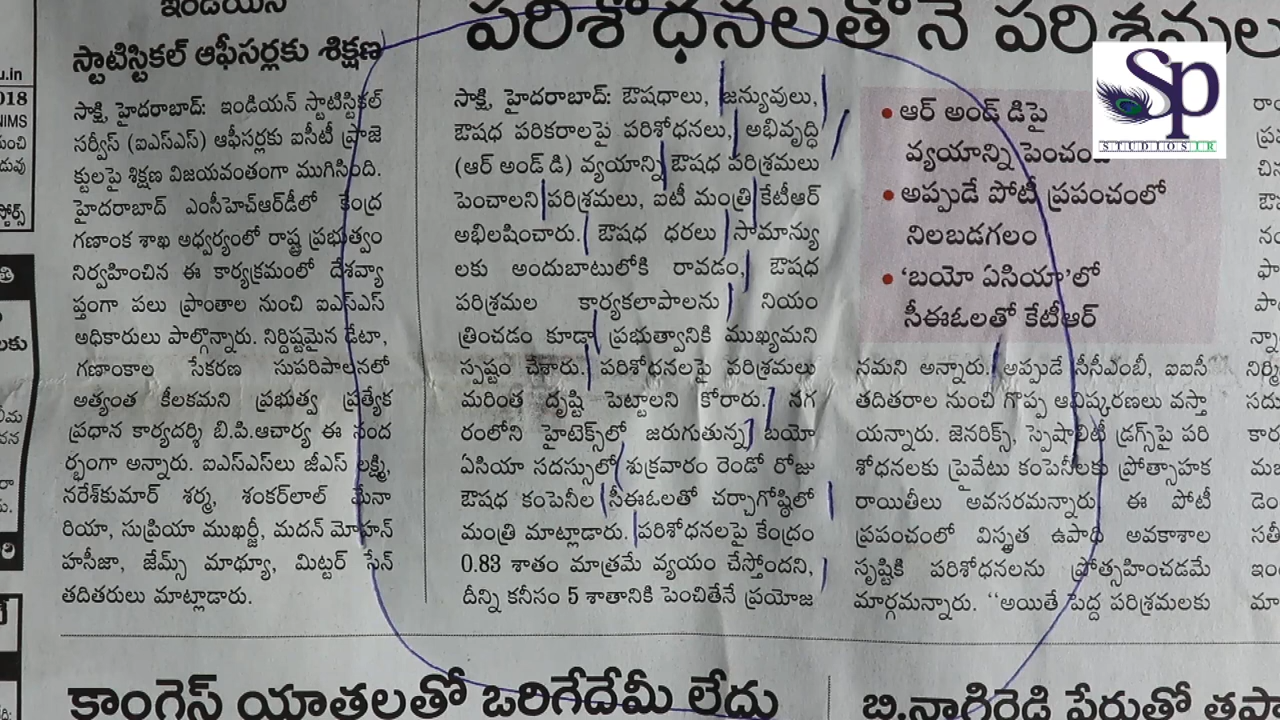 స్టాటిస్టికల్ ఆఫీసర్లకు శిక్షణ
సాక్షి, హైదరాబాద్: ఇండియన్ స్టాటిస్టికల్
సర్వీస్ (ఐఎస్ఎస్) ఆఫీసర్లకు ఐసీటీ ప్రాజె
క్టులపై శిక్షణ విజయవంతంగా ముగిసింది.
హైదరాబాద్ ఎంసీహెచ్ఆర్‌డీలో కేంద్ర
గణాంక శాఖ అధ్వర్యంలో రాష్ట్ర ప్రభుత్వం
నిర్వహించిన ఈ కార్యక్రమంలో దేశవ్యా
ప్తంగా పలు ప్రాంతాల నుంచి ఐఎస్ఎస్
అధికారులు పాల్గొన్నారు. నిర్దిష్టమైన డేటా,
గణాంకాల సేకరణ సుపరిపాలనలో
అత్యంత కీలకమని ప్రభుత్వ ప్రత్యేక
ప్రధాన కార్యదర్శి బి.పి.ఆచార్య ఈ సంద
ర్భంగా అన్నారు. ఐఎస్ఎస్‌లు జీఎస్ లక్ష్మి,
నరేశ్‌కుమార్ శర్మ, శంకర్‌లాల్ మేనా
రియా, సుప్రియా ముఖర్జీ, మదన్ మోహన్
హసీజా, జేమ్స్ మాథ్యూ, మిట్టర్ సేన్
తదితరులు మాట్లాడారు.
పరిశోధనలతోనే
సాక్షి, హైదరాబాద్: ఔషధాలు, జన్యువులు,
ఔషధ పరికరాలపై పరిశోధనలు, అభివృద్ధి
(ఆర్ అండ్ డి) వ్యయాన్ని ఔషధ పరిశ్రమలు
పెంచాలని పరిశ్రమలు, ఐటీ మంత్రి కేటీఆర్
అభిలషించారు. ఔషధ ధరలు సామాన్యు
లకు అందుబాటులోకి రావడం, ఔషధ
పరిశ్రమల కార్యకలాపాలను నియం
త్రించడం కూడా ప్రభుత్వానికి ముఖ్యమని
స్పష్టం చేశారు. పరిశోధనలపై పరిశ్రమలు
మరింత దృష్టి పెట్టాలని కోరారు. నగ
రంలోని హైటెక్స్‌లో జరుగుతున్న బయో
ఏసియా సదస్సులో శుక్రవారం రెండో రోజు
ఔషధ కంపెనీల సీఈఓలతో చర్చాగోష్ఠిలో
మంత్రి మాట్లాడారు. పరిశోధనలపై కేంద్రం
0.83 శాతం మాత్రమే వ్యయం చేస్తోందని,
దీన్ని కనీసం 5 శాతానికి పెంచితేనే ప్రయోజ
• ఆర్ అండ్ డిపై
వ్యయాన్ని
• అప్పుడే పోటీ ప్రపంచంలో
నిలబడగలం
• ‘బయో ఏసియా’లో
సీఈఓలతో కేటీఆర్
నమని అన్నారు. అప్పుడే సీసీఎంబీ, ఐఐసీ
తదితరాల నుంచి గొప్ప ఆవిష్కరణలు వస్తా
యన్నారు. జెనరిక్స్, స్పెషాలిటీ డ్రగ్స్‌పై పరి
శోధనలకు ప్రైవేటు కంపెనీలకు ప్రోత్సాహక
రాయితీలు అవసరమన్నారు ఈ పోటీ
ప్రపంచంలో విస్తృత ఉపాధి అవకాశాల
సృష్టికి పరిశోధనలను ప్రోత్సహించడమే
మార్గమన్నారు. ‘‘అయితే పెద్ద పరిశ్రమలకు
Sp
STUDIOSIR